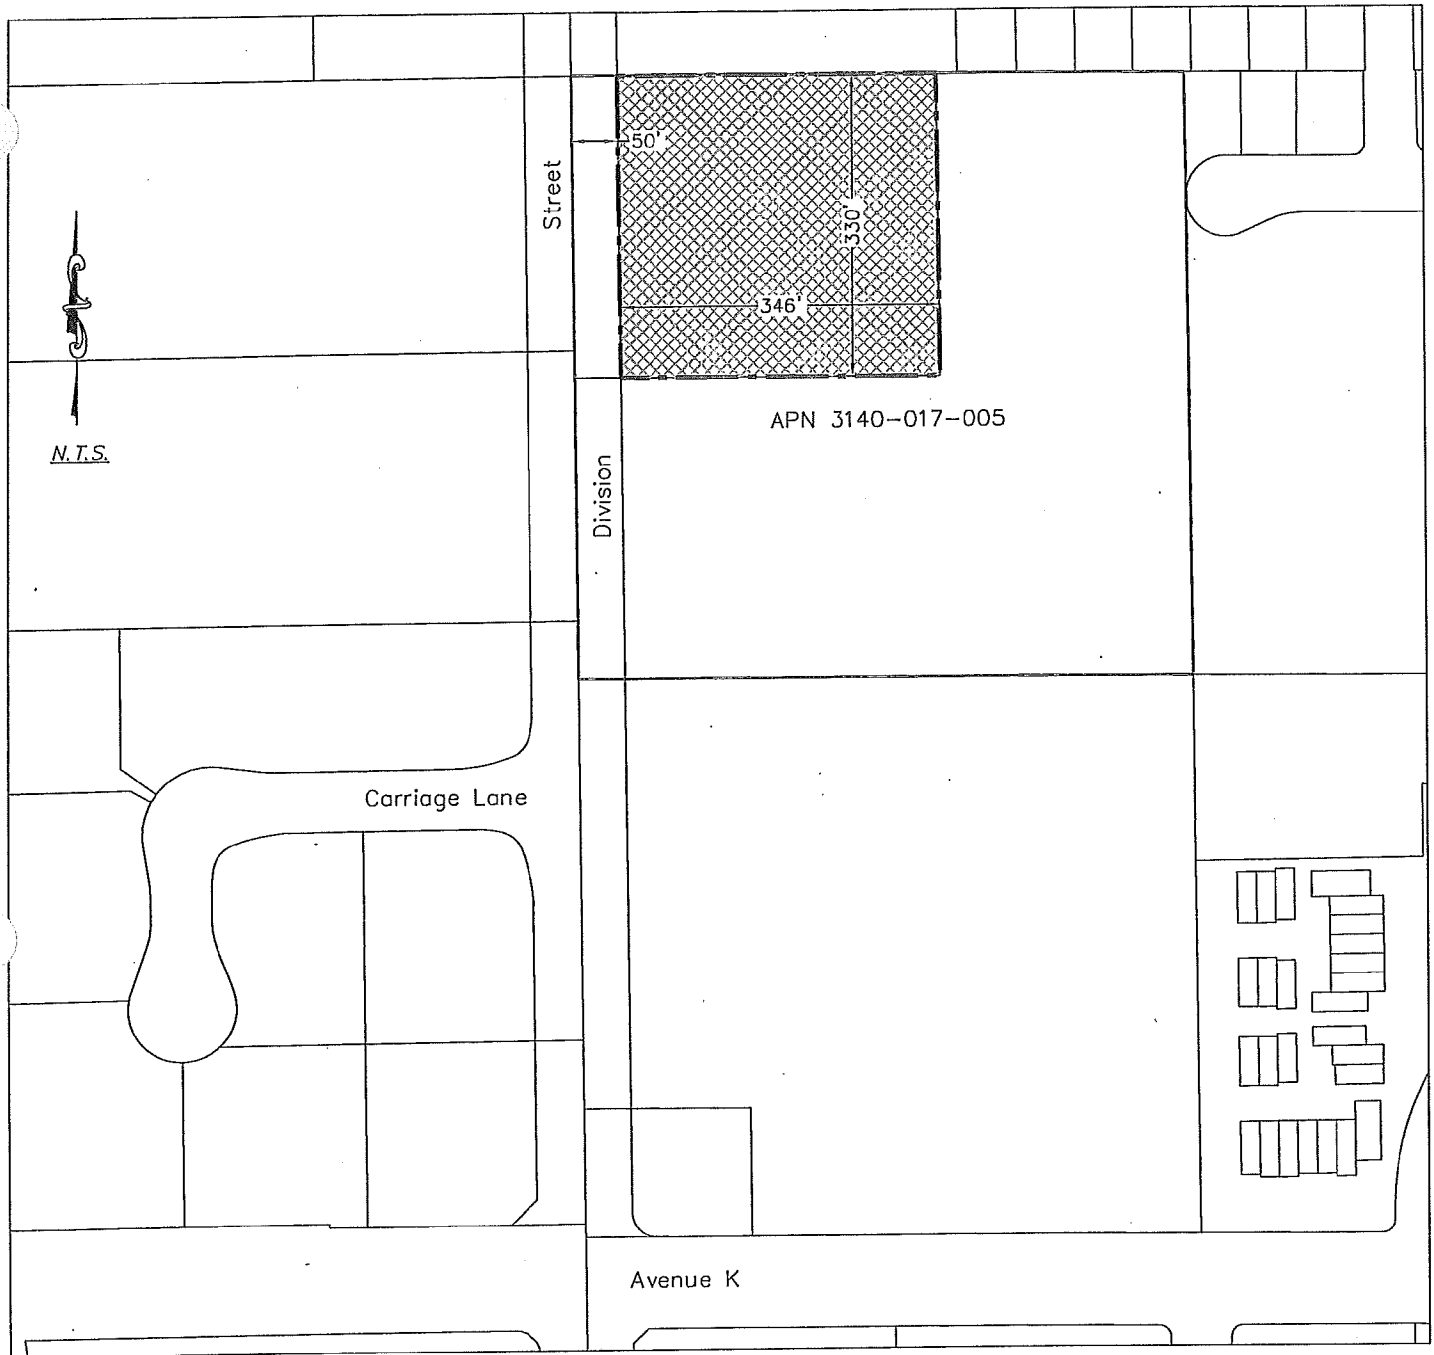 50'
Street
330'
346'
APN 3140-017-005
N.T.S.
Division
Carriage Lane
Avenue K